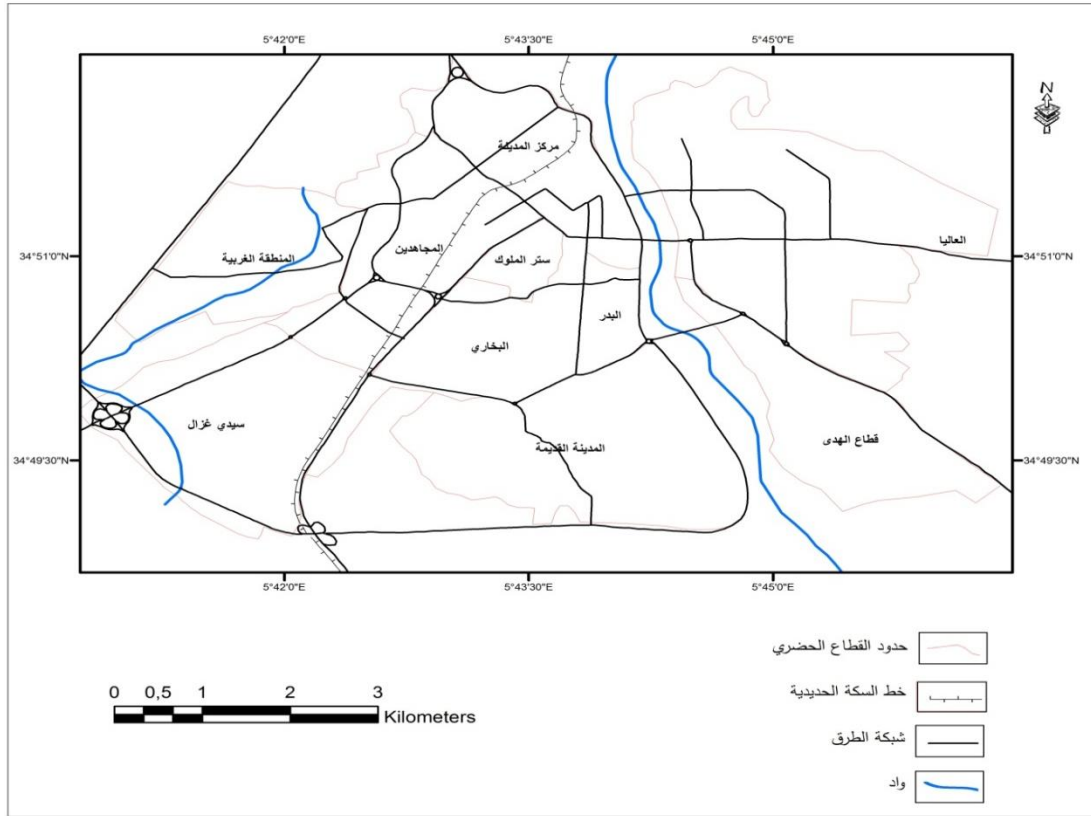 5°42'0"E
5°43'30"E
5°45'0"E
N
مركز المدينة
العاليا
34°51'0"N
المجاهدين
المنطقة الغربية
ستر الملوك
34°51'0"N
البدر
البخاري
سيدي غزال
قطاع الهدى
34°49'30"N
المدينة القديمة
34°49'30"N
5°42'0"E
5°43'30"E
5°45'0"E
حدود القطاع الحضري
خط السكة الحديدية
0 0,5 1 2 3
Kilometers
شبكة الطرق
واد